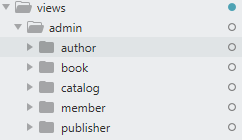 views
admin
author
book
catalog
member
publisher